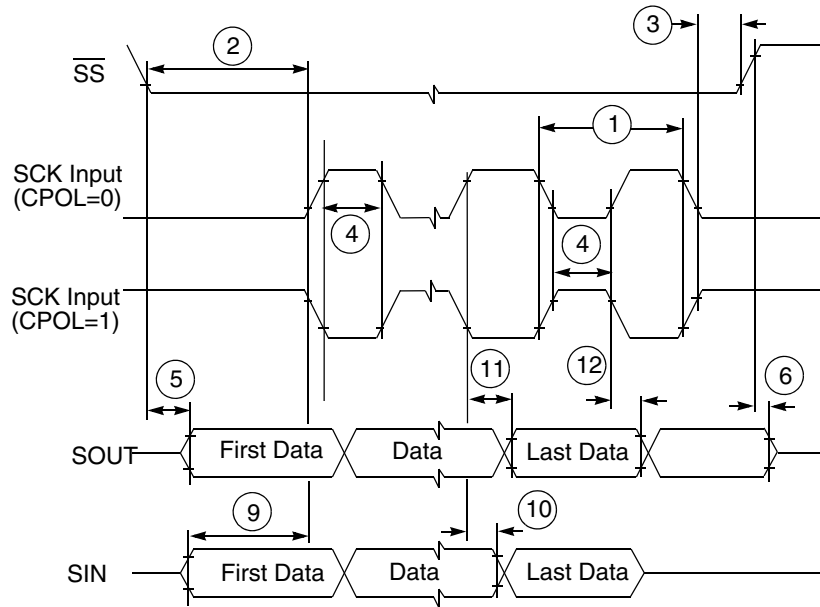 3
2
SS
1
SCK Input
(CPOL=0)
4
4
SCK Input
(CPOL=1)
5
11
12
6
SOUT
First Data
Data
Last Data
9
10
SIN
First Data
Data
Last Data